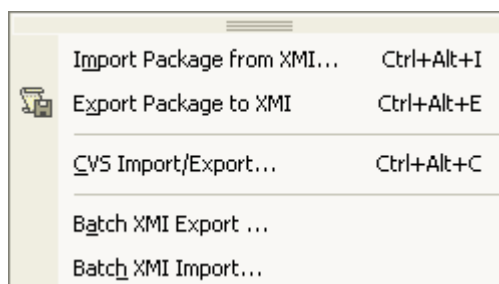 Import Package from XMI... Ctrl+Alt+I
Export Package to XMI Ctrl+Alt+E
CVS Import/Export... Ctrl+Alt+C
Batch XMI Export ...
Batch XMI Import...